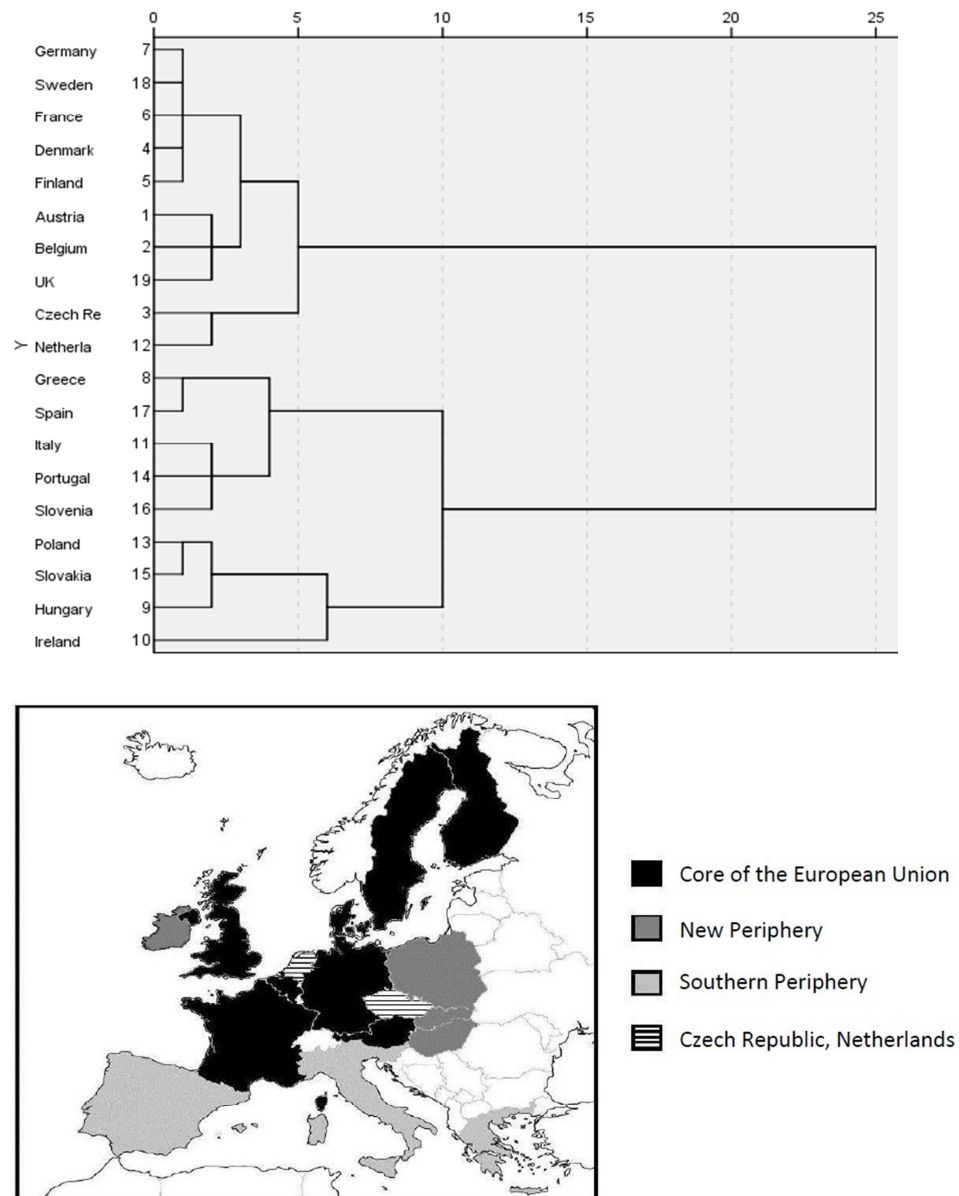 0 5 10 15 20 25
Germany 7
Sweden 18
France 6
Denmark 4
Finland 5
Austria 1
Belgium 2
UK 19
Czech Re 3
Y
Netherla 12
Greece 8
Spain 17
Italy 11
Portugal 14
Slovenia 16
Poland 13
Slovakia 15
Hungary 9
Ireland 10
Core of the European Union
New Periphery
Southern Periphery
Czech Republic, Netherlands